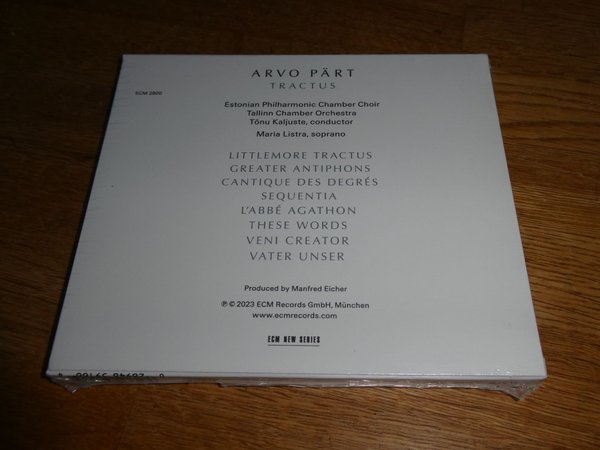 ARVO PÄRT
TRACTUS
ECM 2800
Estonian Philharmonic Chamber Choir
Tallinn Chamber Orchestra
Tõnu Kaljuste, conductor
Maria Listra, soprano
LITTLEMORE TRACTUS
GREATER ANTIPHONS
CANTIQUE DES DEGRÉS
SEQUENTIA
L'ABBÉ AGATHON
THESE WORDS
VENI CREATOR
VATER UNSER
Produced by Manfred Eicher
℗ © 2023 ECM Records GmbH, München
www.ecmrecords.com
ECM NEW SERIES